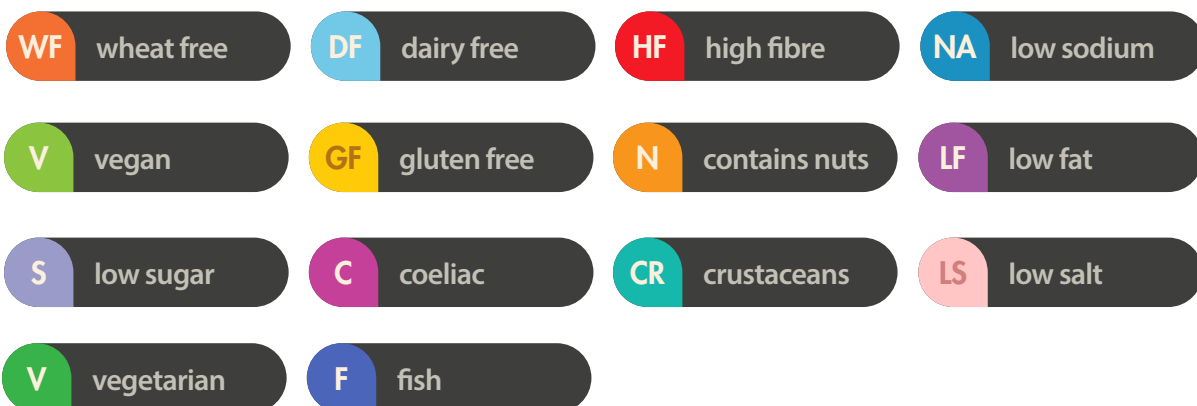 WF wheat free
DF dairy free
HF high fibre
NA low sodium
V vegan
GF gluten free
N contains nuts
LF low fat
S low sugar
C coeliac
CR crustaceans
LS low salt
V vegetarian
F fish